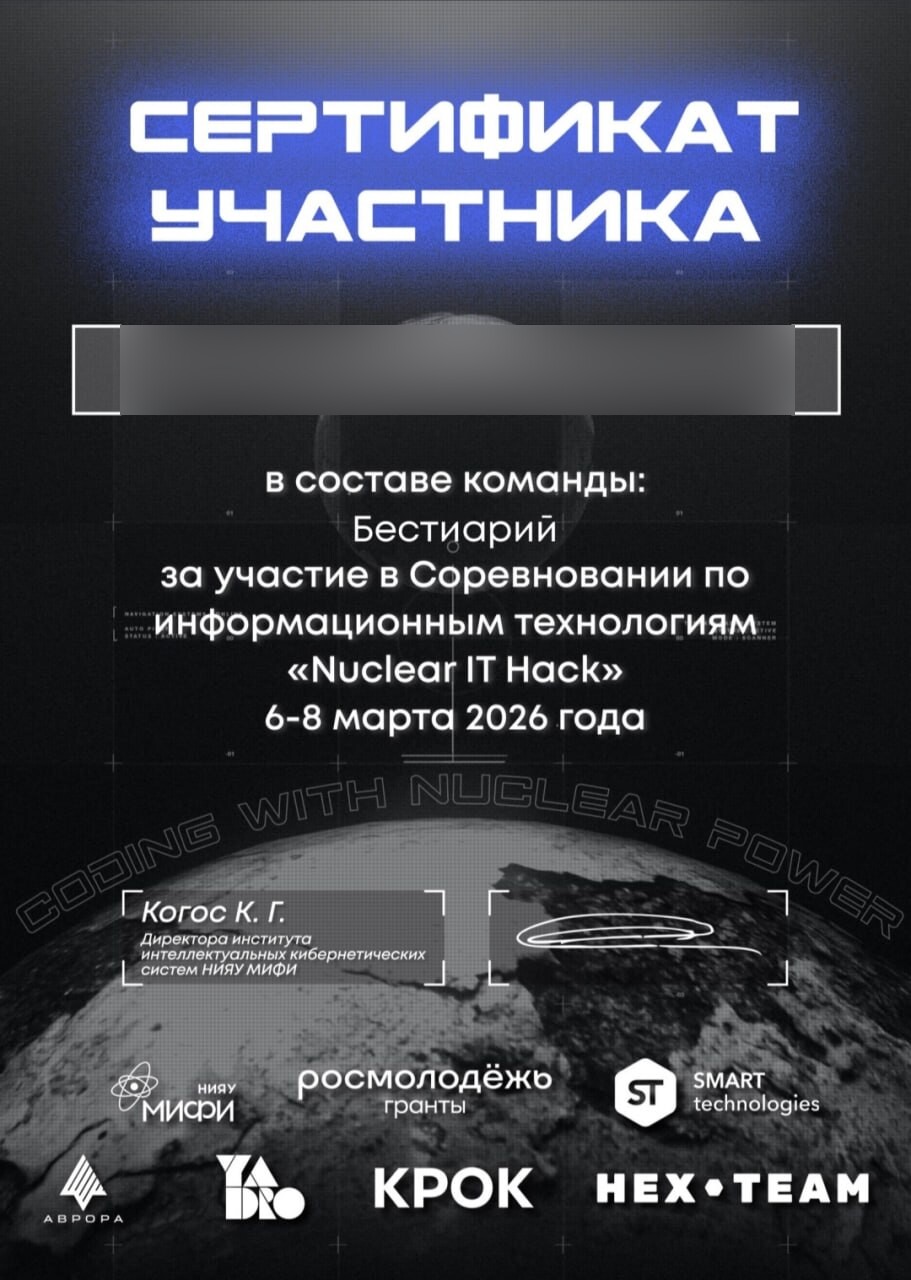 СЕРТИФИКАТ
УЧАСТНИКА
в составе команды:
Бестиарий
за участие в Соревновании по
информационным технологиям
«Nuclear IT Hack»
6-8 марта 2026 года
CODING WITH NUCLEAR POWER
Когос К. Г.
Директора института
интеллектуальных кибернетических
систем НИЯУ МИФИ
НИЯУ
МИФИ
росмолодёжь
гранты
ST
SMART
technologies
АВРОРА
YADRO
КРОК
HEX•TEAM